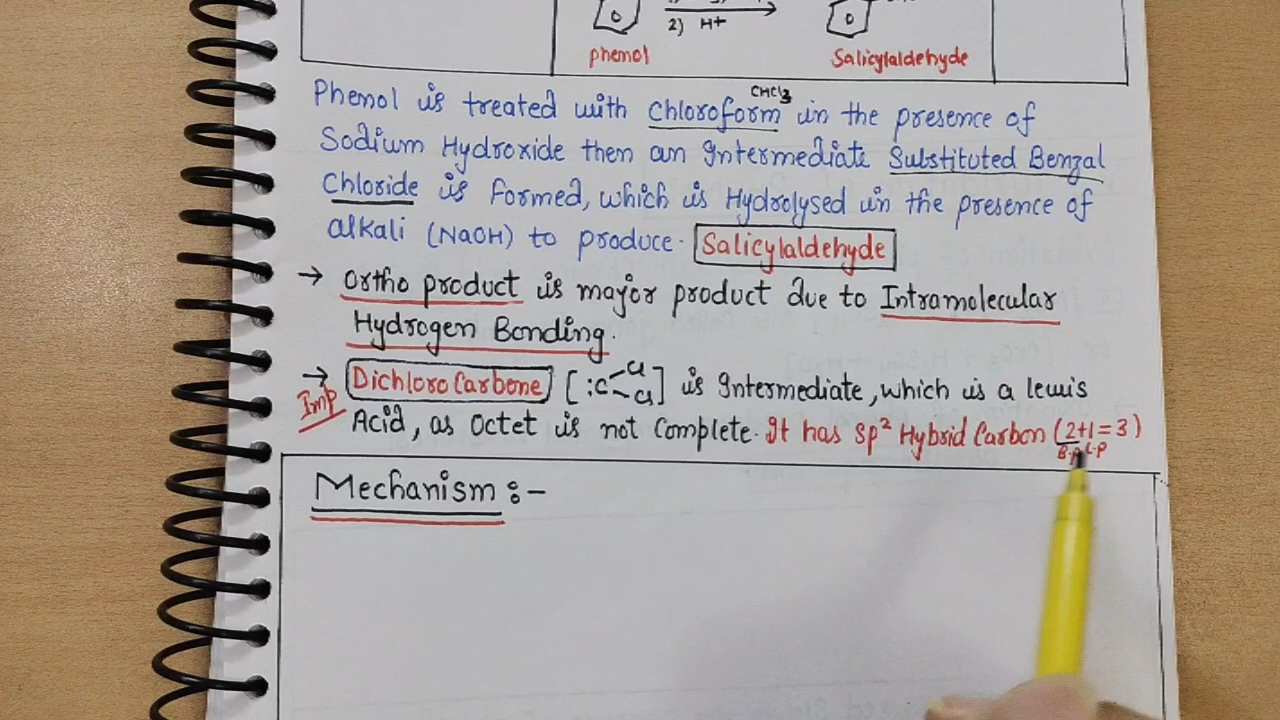 2) H+
phenol
Salicylaldehyde
CHCl3
Phenol is treated with Chloroform in the presence of
Sodium Hydroxide then an Intermediate Substituted Benzal
Chloride is formed, which is Hydrolysed in the presence of
alkali (NaOH) to produce. Salicylaldehyde
→ Ortho product is major product due to Intramolecular
Hydrogen Bonding.
→ Dichloro Carbene [:C Cl Cl] is Intermediate, which is a lewis
Imp
Acid, as Octet is not Complete. It has Sp² Hybrid Carbon (2+1=3)
B.P L.P
Mechanism :-